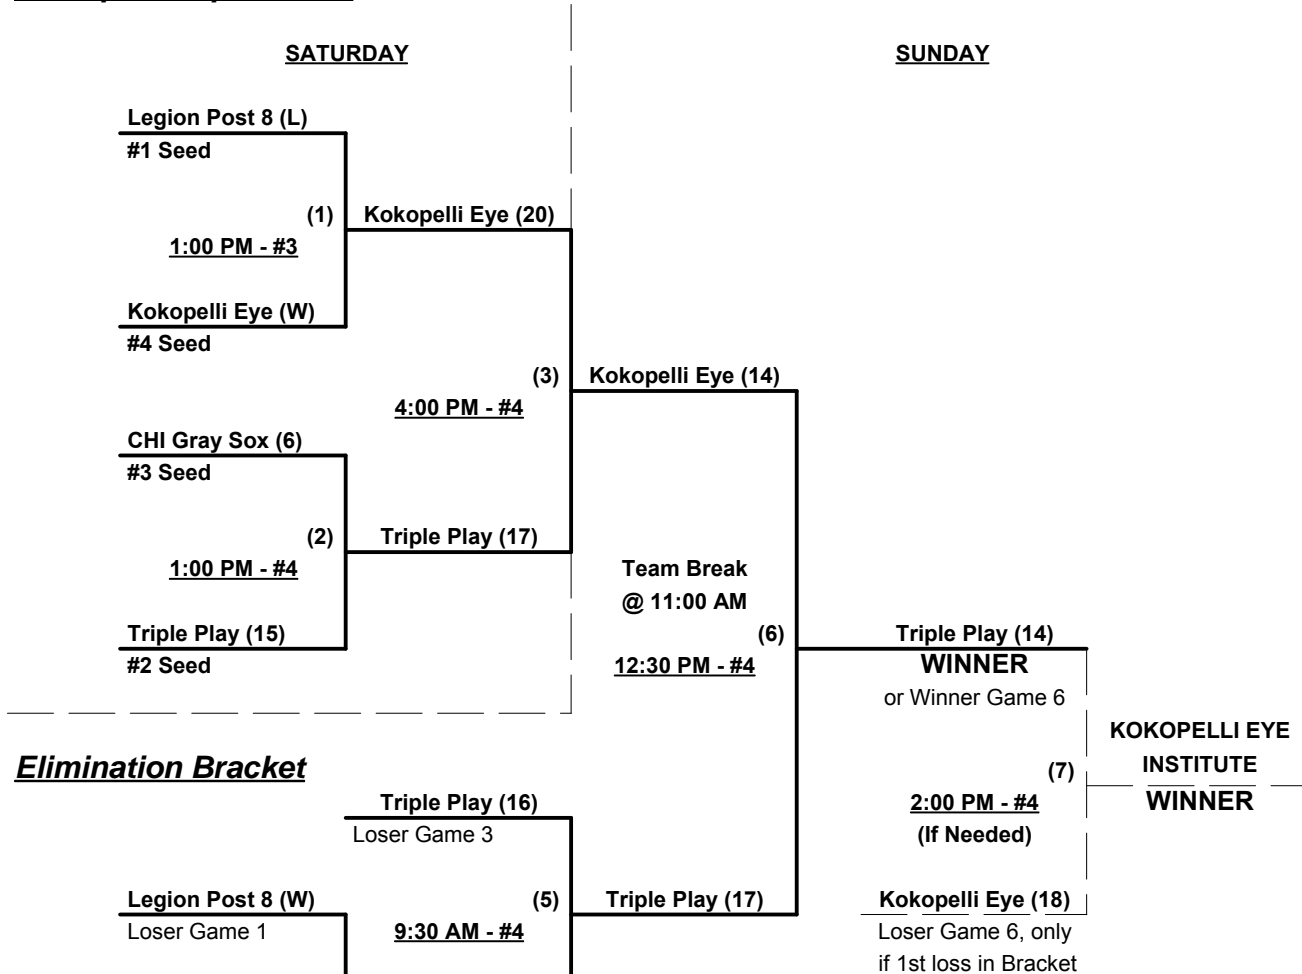 SATURDAY
SUNDAY
Legion Post 8 (L)
#1 Seed
(1)
Kokopelli Eye (20)
1:00 PM - #3
Kokopelli Eye (W)
#4 Seed
(3)
Kokopelli Eye (14)
4:00 PM - #4
CHI Gray Sox (6)
#3 Seed
(2)
Triple Play (17)
1:00 PM - #4
Team Break
@ 11:00 AM
Triple Play (15)
#2 Seed
(6)
12:30 PM - #4
Triple Play (14)
WINNER
or Winner Game 6
KOKOPELLI EYE
INSTITUTE
WINNER
Elimination Bracket
(7)
2:00 PM - #4
(If Needed)
Triple Play (16)
Loser Game 3
Legion Post 8 (W)
Loser Game 1
(5)
9:30 AM - #4
Triple Play (17)
Kokopelli Eye (18)
Loser Game 6, only
if 1st loss in Bracket